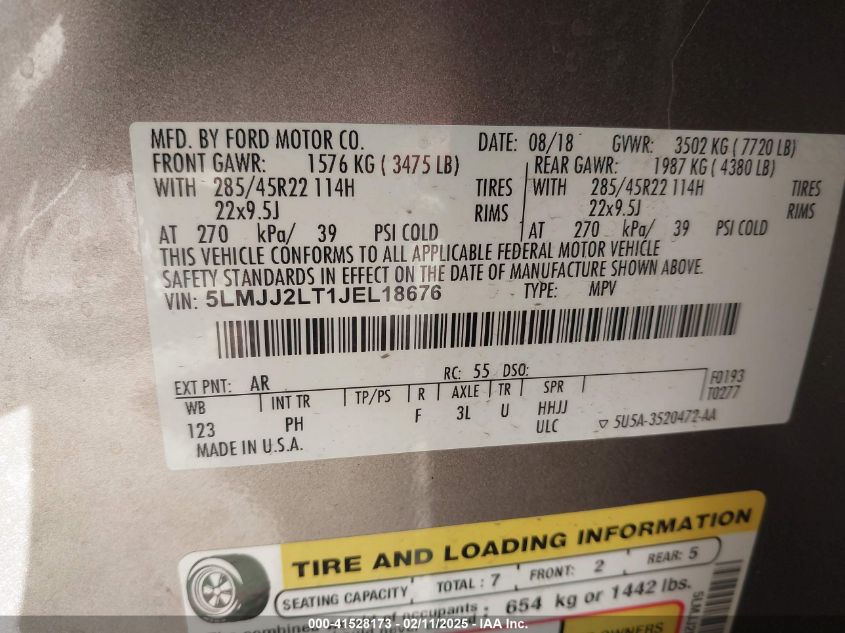 MFD. BY FORD MOTOR CO. DATE: 08/18 GVWR: 3502 KG ( 7720 LB)
FRONT GAWR: 1576 KG ( 3475 LB) REAR GAWR: 1987 KG ( 4380 LB)
WITH 285/45R22 114H TIRES WITH 285/45R22 114H TIRES
22x9.5J RIMS 22x9.5J RIMS
AT 270 kPa/ 39 PSI COLD AT 270 kPa/ 39 PSI COLD
THIS VEHICLE CONFORMS TO ALL APPLICABLE FEDERAL MOTOR VEHICLE
SAFETY STANDARDS IN EFFECT ON THE DATE OF MANUFACTURE SHOWN ABOVE.
VIN: 5LMJJ2LT1JEL18676 TYPE: MPV
EXT PNT: AR RC: 55 DSO: F0193
WB INT TR TP/PS R AXLE TR SPR T0277
123 PH F 3L U HHJJ
ULC ▽ 5U5A-3520472-AA
MADE IN U.S.A.
TIRE AND LOADING INFORMATION
SEATING CAPACITY TOTAL : 7 FRONT: 2 REAR: 5
of occupants 654 kg or 1442 lbs.
OWNERS
000-41528173 - 02/11/2025 - IAA Inc.